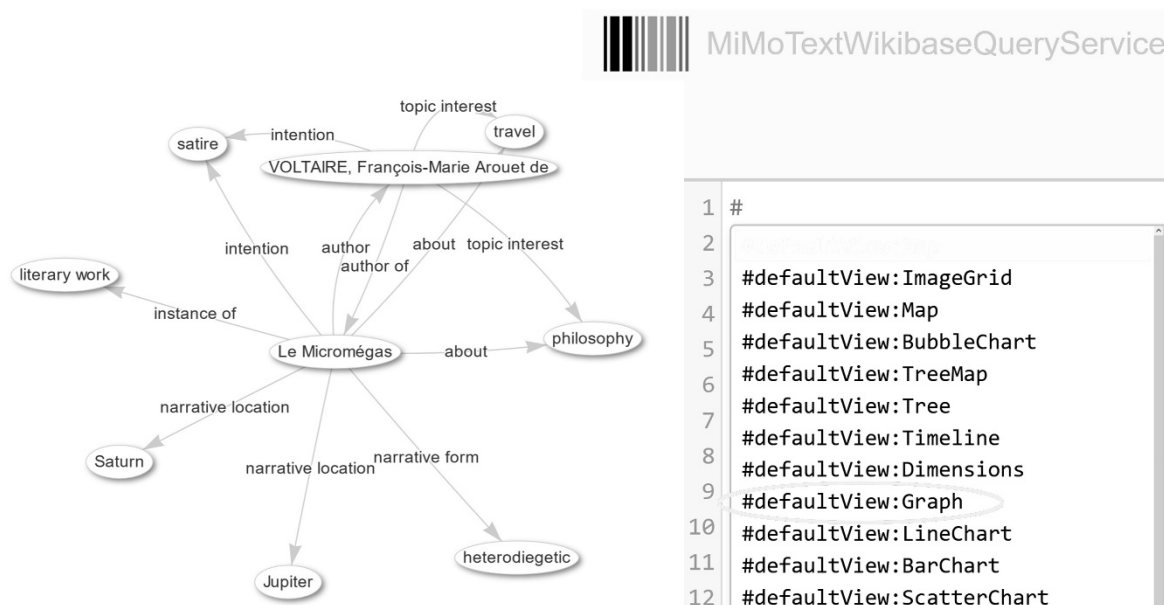 MiMoTextWikibaseQueryService
topic interest
travel
intention
satire
VOLTAIRE, François-Marie Arouet de
intention
author
about
topic interest
author of
literary work
instance of
philosophy
Le Micromégas
about
narrative location
Saturn
narrative location
narrative form
heterodiegetic
Jupiter
1 #
2
3 #defaultView:ImageGrid
4 #defaultView:Map
5 #defaultView:BubbleChart
6 #defaultView:TreeMap
7 #defaultView:Tree
8 #defaultView:Timeline
9 #defaultView:Dimensions
10 #defaultView:Graph
11 #defaultView:LineChart
12 #defaultView:BarChart
#defaultView:ScatterChart